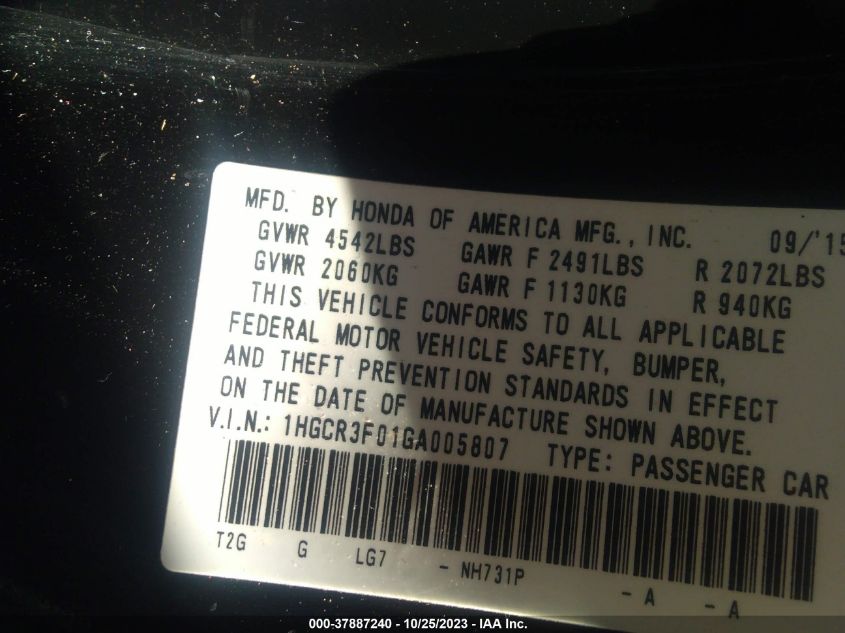 MFD. BY HONDA OF AMERICA MFG., INC. 09/'15
GVWR 4542LBS GAWR F 2491LBS R 2072LBS
GVWR 2060KG GAWR F 1130KG R 940KG
THIS VEHICLE CONFORMS TO ALL APPLICABLE
FEDERAL MOTOR VEHICLE SAFETY, BUMPER,
AND THEFT PREVENTION STANDARDS IN EFFECT
ON THE DATE OF MANUFACTURE SHOWN ABOVE.
V.I.N.: 1HGCR3F01GA005807 TYPE: PASSENGER CAR
T2G G LG7 - NH731P - A - A
000-37887240 - 10/25/2023 - IAA Inc.